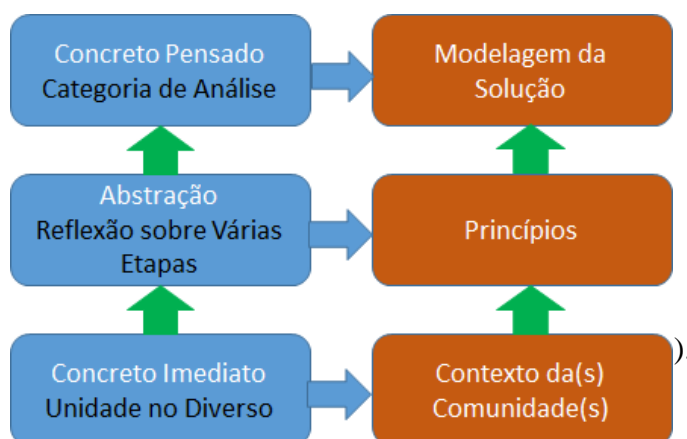 Concreto Pensado
Categoria de Análise
Modelagem da
Solução
Abstração
Reflexão sobre Várias
Etapas
Princípios
Concreto Imediato
Unidade no Diverso
Contexto da(s)
Comunidade(s)
).